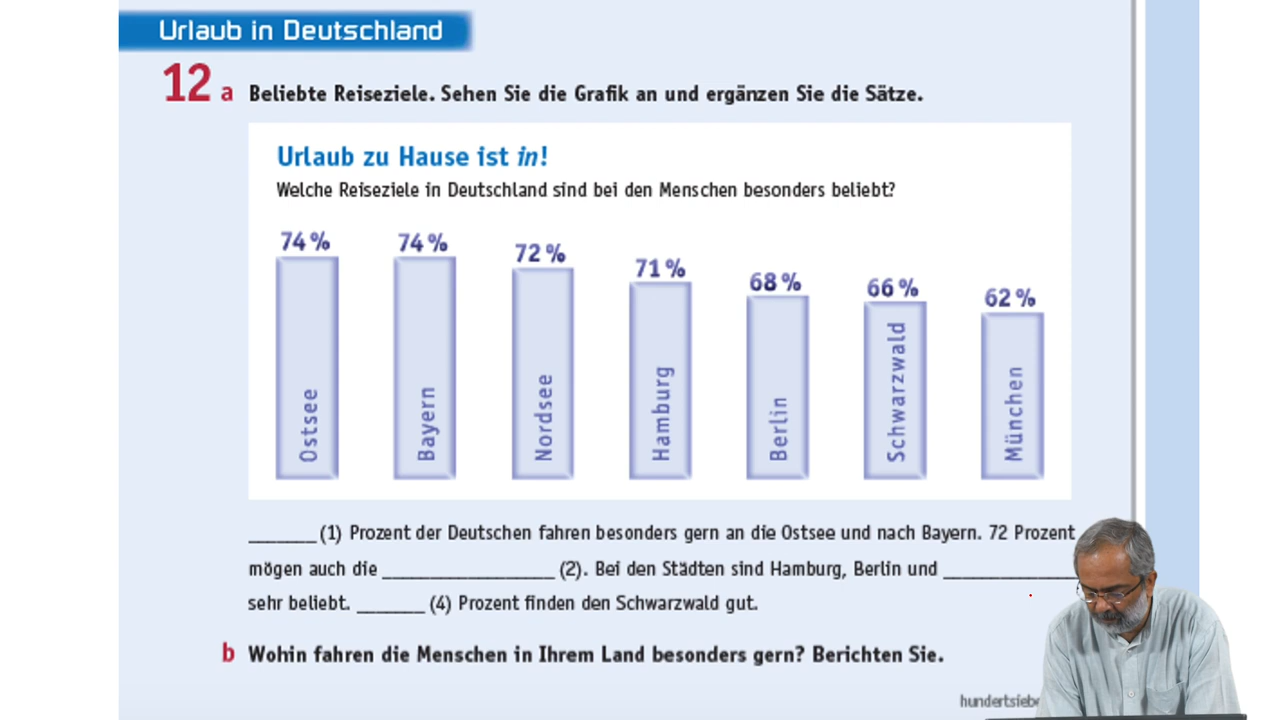 Urlaub in Deutschland
12 a Beliebte Reiseziele. Sehen Sie die Grafik an und ergänzen Sie die Sätze.
Urlaub zu Hause ist in!
Welche Reiseziele in Deutschland sind bei den Menschen besonders beliebt?
74 % 74 % 72 % 71 % 68 % 66 % 62 %
Ostsee Bayern Nordsee Hamburg Berlin Schwarzwald München
______ (1) Prozent der Deutschen fahren besonders gern an die Ostsee und nach Bayern. 72 Prozent
mögen auch die ________________ (2). Bei den Städten sind Hamburg, Berlin und ____________
sehr beliebt. ______ (4) Prozent finden den Schwarzwald gut.
b Wohin fahren die Menschen in Ihrem Land besonders gern? Berichten Sie.